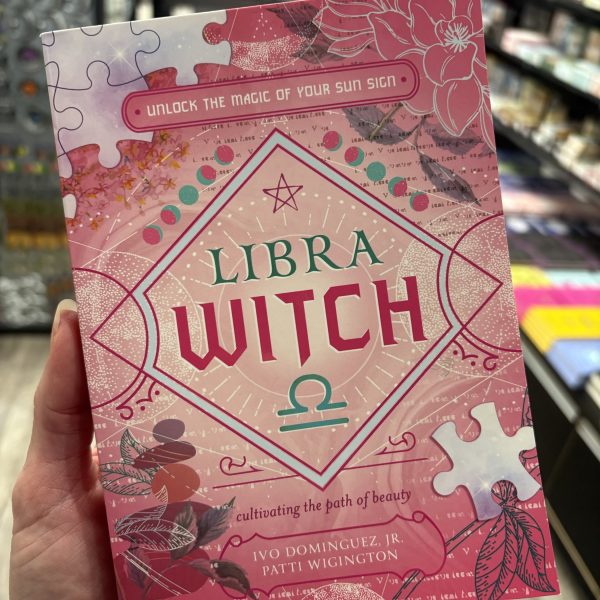 UNLOCK THE MAGIC OF YOUR SUN SIGN
LIBRA
WITCH
cultivating the path of beauty
IVO DOMINGUEZ, JR.
PATTI WIGINGTON